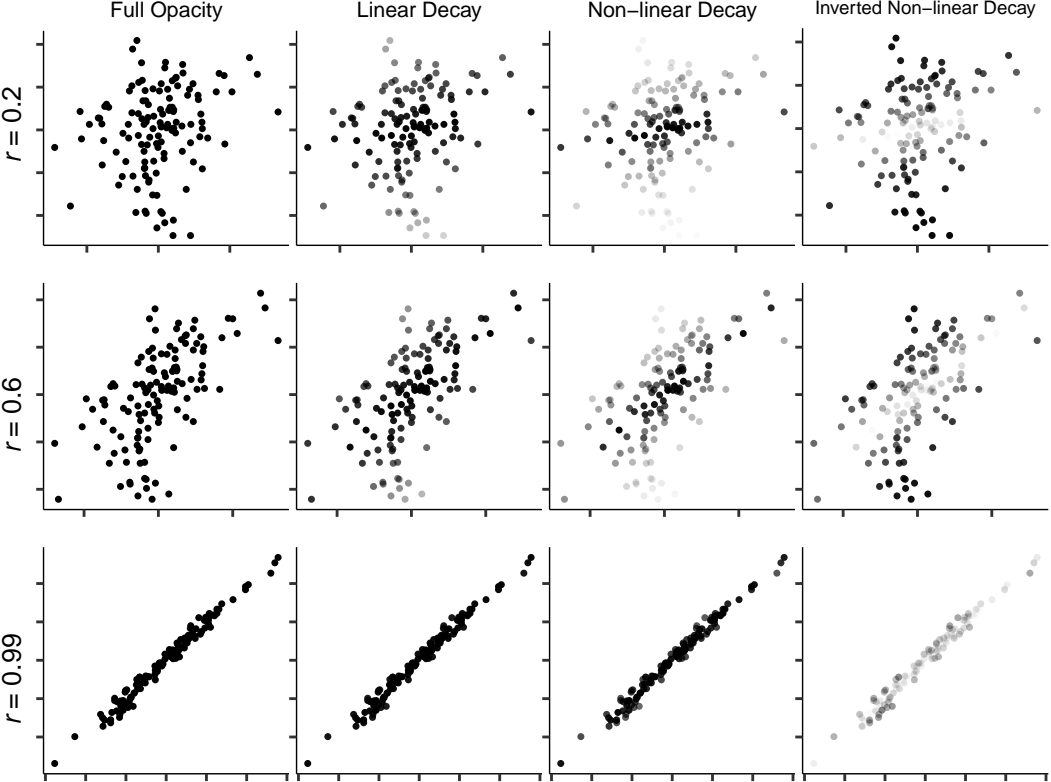 Full Opacity
Linear Decay
Non−linear Decay
Inverted Non−linear Decay
r = 0.2
r = 0.6
r = 0.99